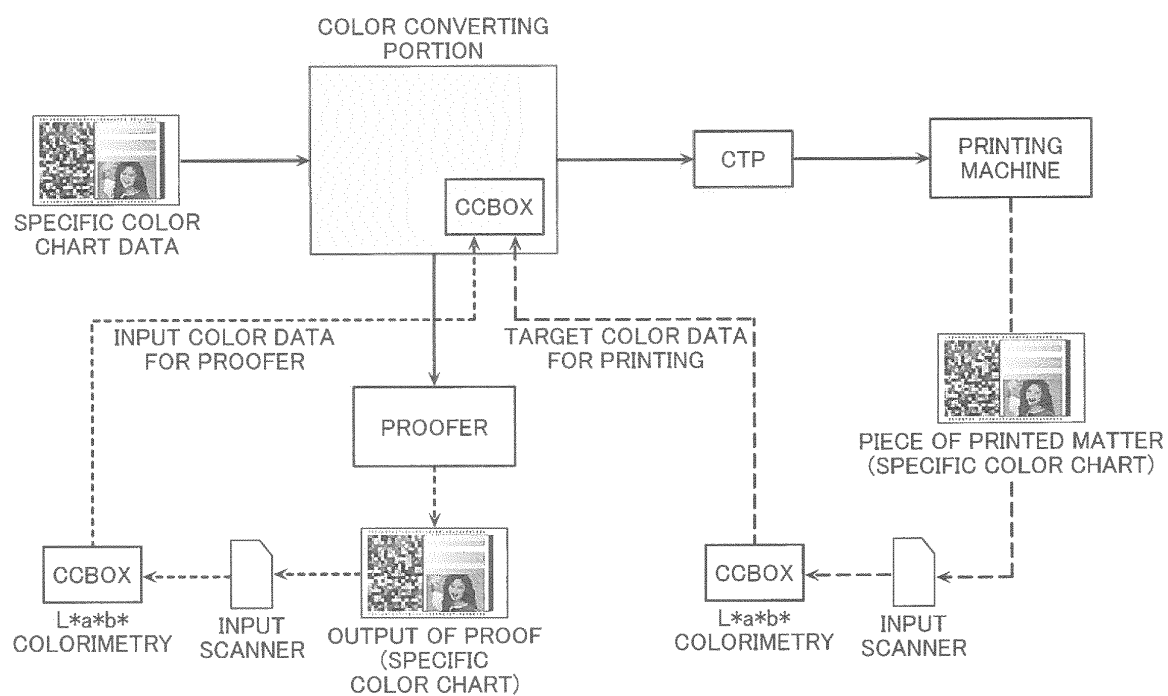 COLOR CONVERTING
PORTION
SPECIFIC COLOR
CHART DATA
CCBOX
CTP
PRINTING
MACHINE
INPUT COLOR DATA
FOR PROOFER
TARGET COLOR DATA
FOR PRINTING
PROOFER
PIECE OF PRINTED MATTER
(SPECIFIC COLOR CHART)
CCBOX
L*a*b*
COLORIMETRY
INPUT
SCANNER
OUTPUT OF PROOF
(SPECIFIC
COLOR CHART)
CCBOX
L*a*b*
COLORIMETRY
INPUT
SCANNER